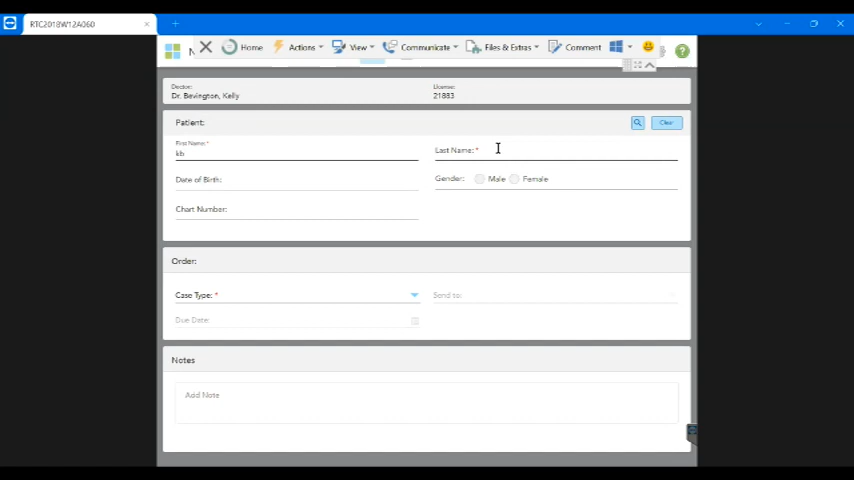 RTC2018W12A060
Home Actions View Communicate Files & Extras Comment
Doctor: License:
Dr. Bevington, Kelly 21883
Patient: Clear
First Name:* Last Name: *
kb
Date of Birth: Gender: Male Female
Chart Number:
Order:
Case Type: * Send to:
Due Date:
Notes
Add Note